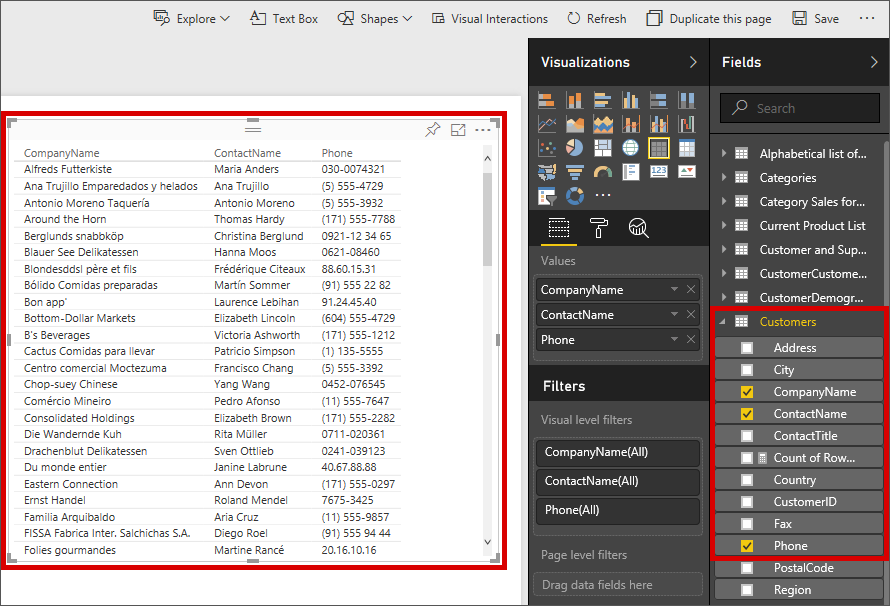 Explore Text Box Shapes Visual Interactions Refresh Duplicate this page Save ...
CompanyName ContactName Phone
Alfreds Futterkiste Maria Anders 030-0074321
Ana Trujillo Emparedados y helados Ana Trujillo (5) 555-4729
Antonio Moreno Taquería Antonio Moreno (5) 555-3932
Around the Horn Thomas Hardy (171) 555-7788
Berglunds snabbköp Christina Berglund 0921-12 34 65
Blauer See Delikatessen Hanna Moos 0621-08460
Blondesddsl père et fils Frédérique Citeaux 88.60.15.31
Bólido Comidas preparadas Martín Sommer (91) 555 22 82
Bon app' Laurence Lebihan 91.24.45.40
Bottom-Dollar Markets Elizabeth Lincoln (604) 555-4729
B's Beverages Victoria Ashworth (171) 555-1212
Cactus Comidas para llevar Patricio Simpson (1) 135-5555
Centro comercial Moctezuma Francisco Chang (5) 555-3392
Chop-suey Chinese Yang Wang 0452-076545
Comércio Mineiro Pedro Afonso (11) 555-7647
Consolidated Holdings Elizabeth Brown (171) 555-2282
Die Wandernde Kuh Rita Müller 0711-020361
Drachenblut Delikatessen Sven Ottlieb 0241-039123
Du monde entier Janine Labrune 40.67.88.88
Eastern Connection Ann Devon (171) 555-0297
Ernst Handel Roland Mendel 7675-3425
Familia Arquibaldo Aria Cruz (11) 555-9857
FISSA Fabrica Inter. Salchichas S.A. Diego Roel (91) 555 94 44
Folies gourmandes Martine Rancé 20.16.10.16
Visualizations
123
Values
CompanyName
ContactName
Phone
Filters
Visual level filters
CompanyName(All)
ContactName(All)
Phone(All)
Page level filters
Drag data fields here
Fields
Search
Alphabetical list of...
Categories
Category Sales for...
Current Product List
Customer and Sup...
CustomerCustome...
CustomerDemogr...
Customers
Address
City
CompanyName
ContactName
ContactTitle
Count of Row...
Country
CustomerID
Fax
Phone
PostalCode
Region